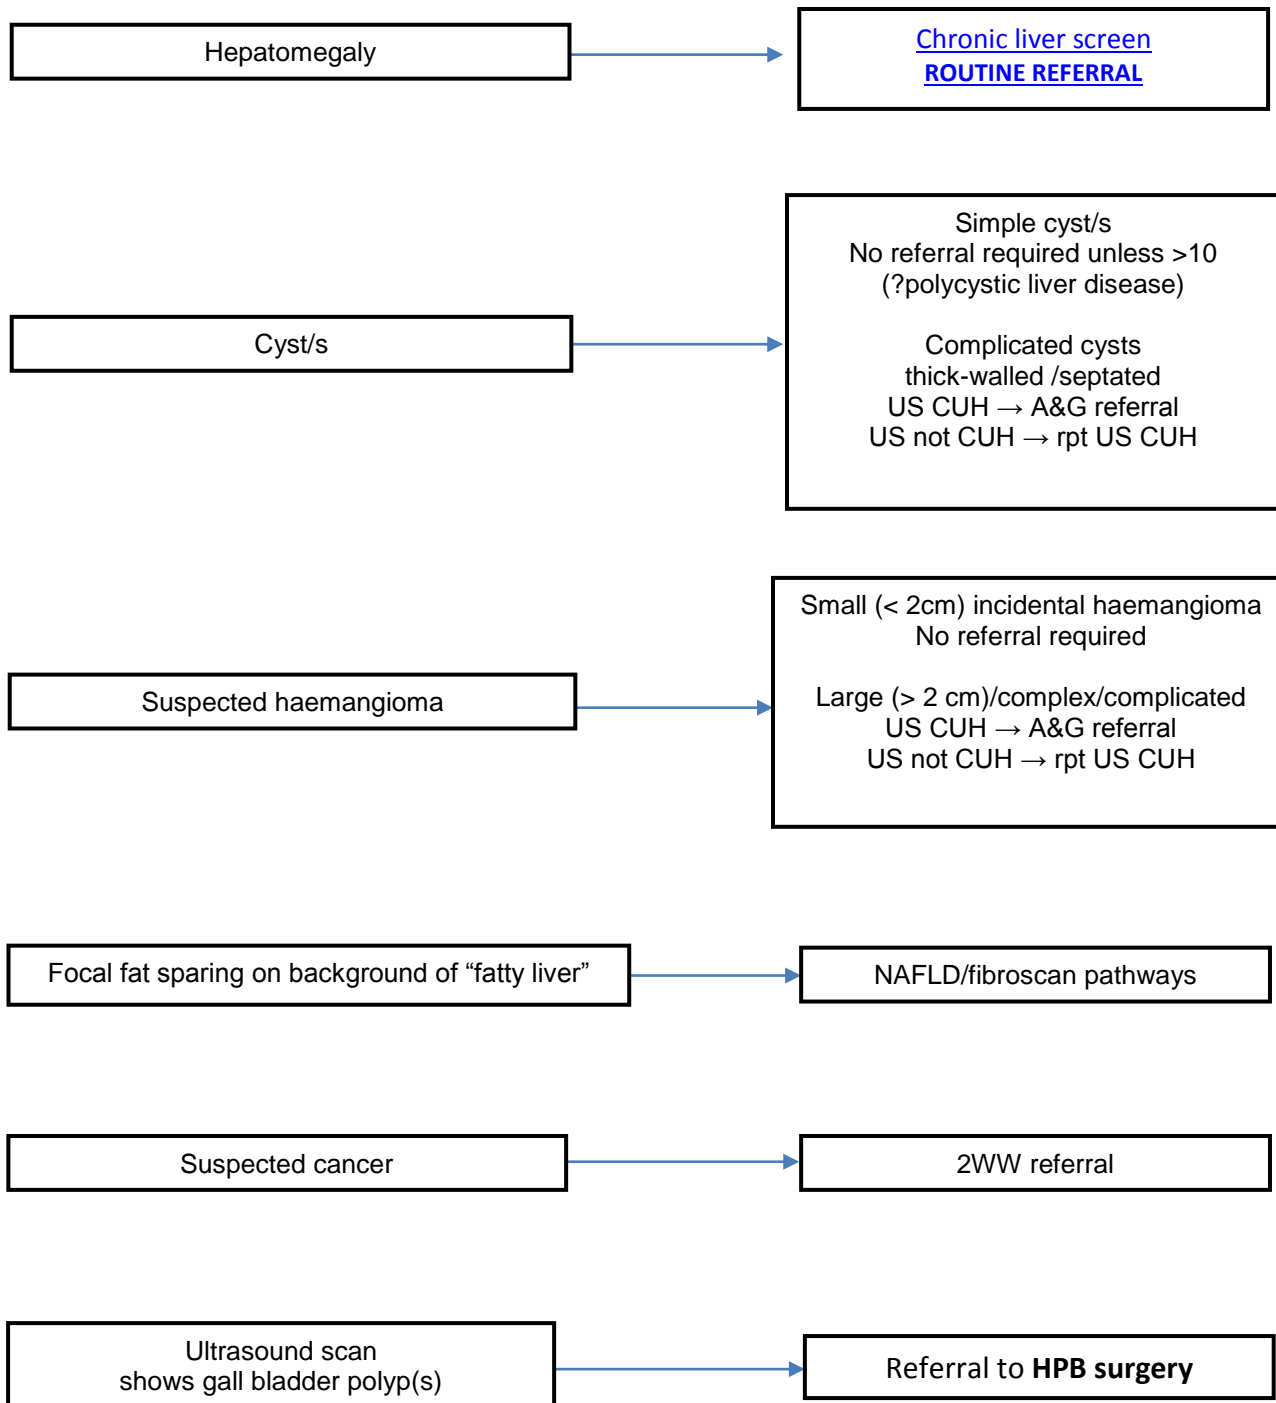 Hepatomegaly
Chronic liver screen
ROUTINE REFERRAL
Cyst/s
Simple cyst/s
No referral required unless >10
(?polycystic liver disease)
Complicated cysts
thick-walled /septated
US CUH → A&G referral
US not CUH → rpt US CUH
Suspected haemangioma
Small (< 2cm) incidental haemangioma
No referral required
Large (> 2 cm)/complex/complicated
US CUH → A&G referral
US not CUH → rpt US CUH
Focal fat sparing on background of “fatty liver”
NAFLD/fibroscan pathways
Suspected cancer
2WW referral
Ultrasound scan
shows gall bladder polyp(s)
Referral to HPB surgery